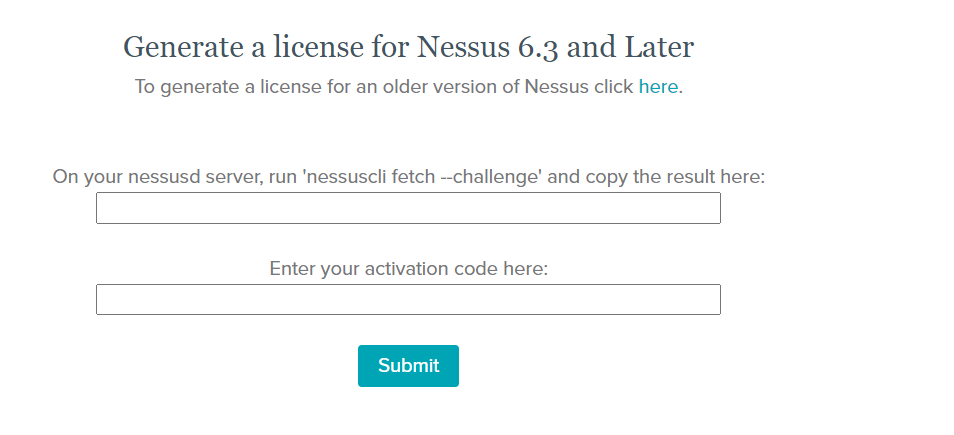 Generate a license for Nessus 6.3 and Later
To generate a license for an older version of Nessus click here.
On your nessusd server, run 'nessuscli fetch --challenge' and copy the result here:
Enter your activation code here:
Submit